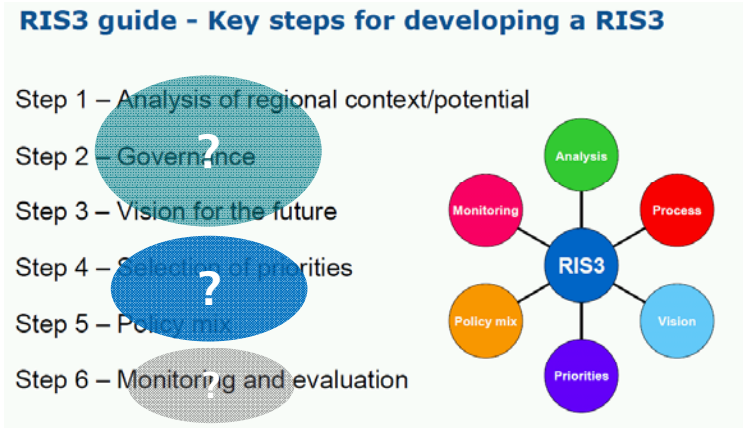 RIS3 guide - Key steps for developing a RIS3
Step 1 – Analysis of regional context/potential
?
Step 2 – Governance
Step 3 – Vision for the future
Step 4 – Selection of priorities
?
Step 5 – Policy mix
Step 6 – Monitoring and evaluation
?
Analysis
Monitoring
Process
RIS3
Policy mix
Vision
Priorities